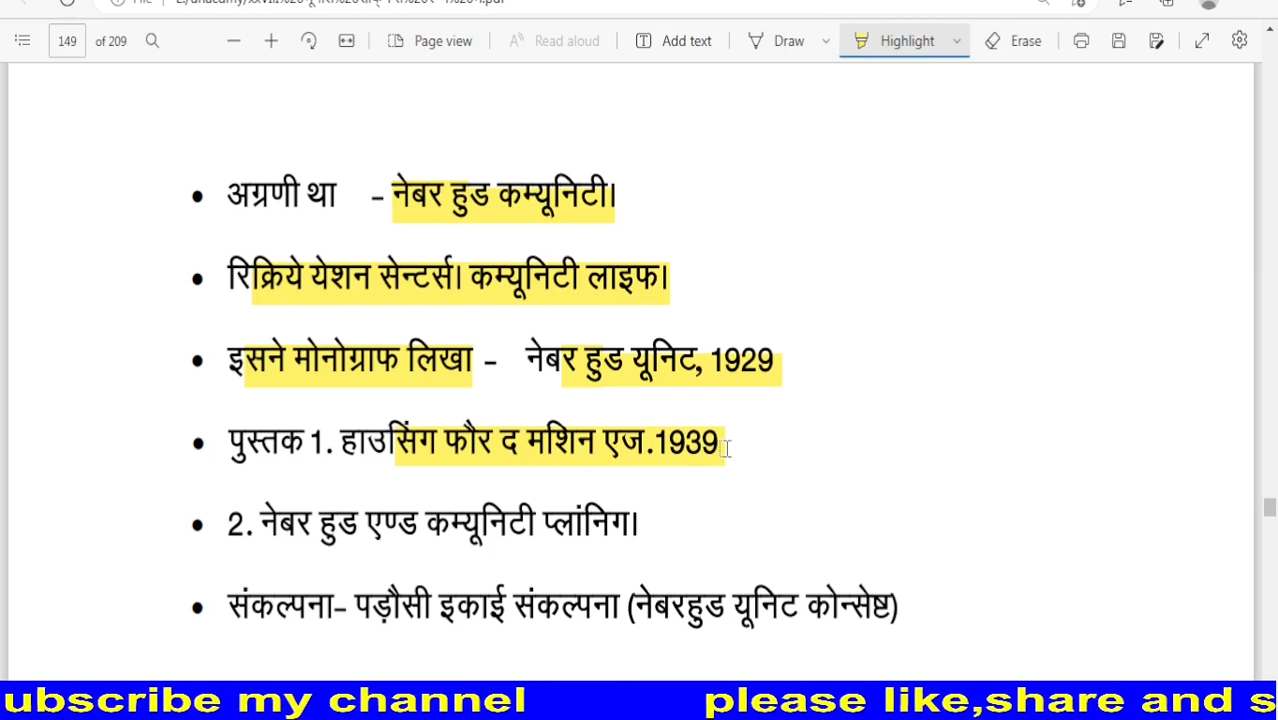 149 of 209 Page view Read aloud Add text Draw Highlight Erase
• अग्रणी था - नेबर हुड कम्यूनिटी।
• रिक्रिये येशन सेन्टर्स। कम्यूनिटी लाइफ।
• इसने मोनोग्राफ लिखा - नेबर हुड यूनिट, 1929
• पुस्तक 1. हाउसिंग फौर द मशिन एज.1939
• 2. नेबर हुड एण्ड कम्यूनिटी प्लांनिग।
• संकल्पना- पड़ौसी इकाई संकल्पना (नेबरहुड यूनिट कोन्सेष्ट)
ubscribe my channel please like,share and s